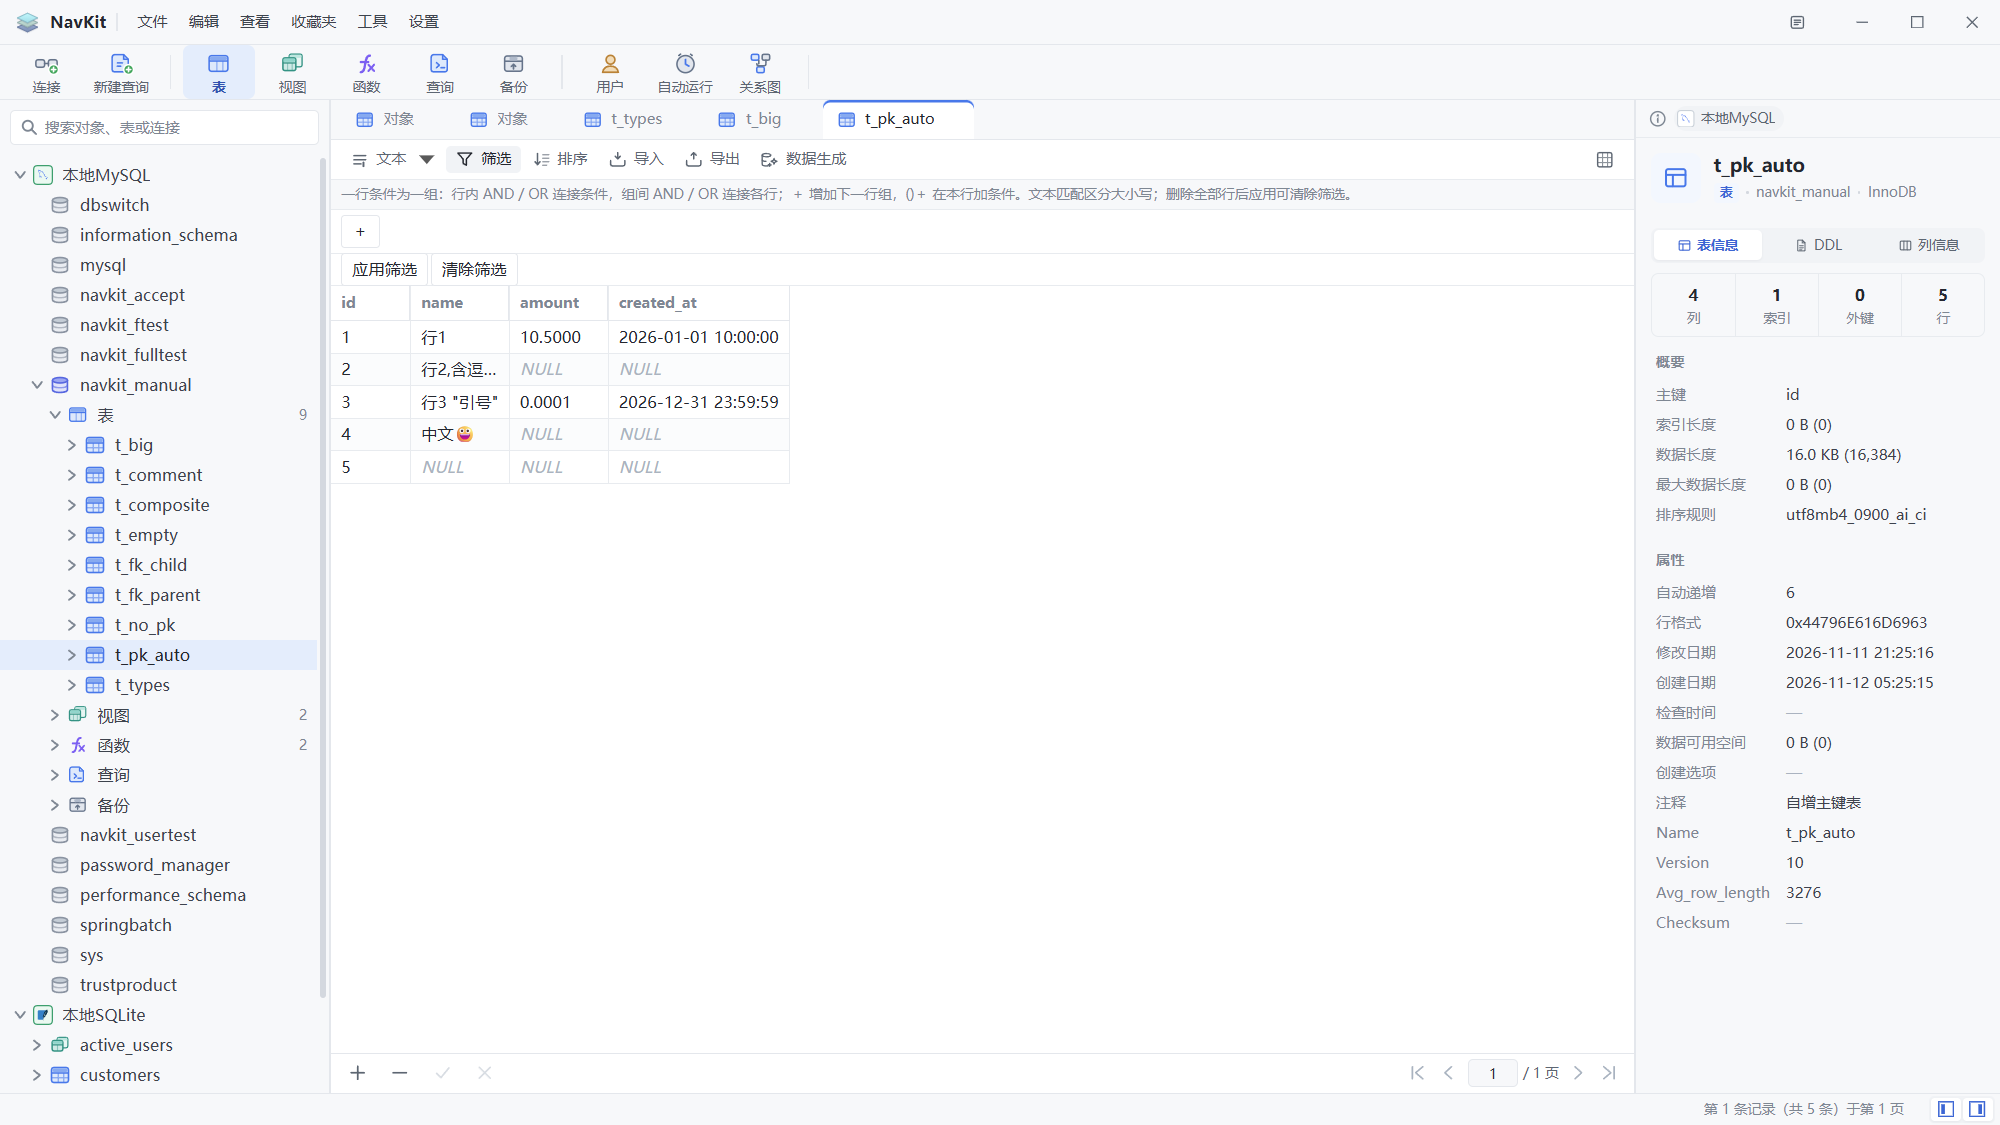 NavKit 文件 编辑 查看 收藏夹 工具 设置
连接 新建查询 表 视图 函数 查询 备份 用户 自动运行 关系图
搜索对象、表或连接
本地MySQL
dbswitch
information_schema
mysql
navkit_accept
navkit_ftest
navkit_fulltest
navkit_manual
表 9
t_big
t_comment
t_composite
t_empty
t_fk_child
t_fk_parent
t_no_pk
t_pk_auto
t_types
视图 2
函数 2
查询
备份
navkit_usertest
password_manager
performance_schema
springbatch
sys
trustproduct
本地SQLite
active_users
customers
对象 对象 t_types t_big t_pk_auto
文本 筛选 排序 导入 导出 数据生成
一行条件为一组：行内 AND / OR 连接条件，组间 AND / OR 连接各行； + 增加下一行组，()+ 在本行加条件。文本匹配区分大小写；删除全部行后应用可清除筛选。
+
应用筛选 清除筛选
id name amount created_at
1 行1 10.5000 2026-01-01 10:00:00
2 行2,含逗... NULL NULL
3 行3 "引号" 0.0001 2026-12-31 23:59:59
4 中文😀 NULL NULL
5 NULL NULL NULL
1 / 1 页
本地MySQL
t_pk_auto
表 · navkit_manual · InnoDB
表信息 DDL 列信息
4 1 0 5
列 索引 外键 行
概要
主键 id
索引长度 0 B (0)
数据长度 16.0 KB (16,384)
最大数据长度 0 B (0)
排序规则 utf8mb4_0900_ai_ci
属性
自动递增 6
行格式 0x44796E616D6963
修改日期 2026-11-11 21:25:16
创建日期 2026-11-12 05:25:15
检查时间 —
数据可用空间 0 B (0)
创建选项 —
注释 自增主键表
Name t_pk_auto
Version 10
Avg_row_length 3276
Checksum —
第 1 条记录（共 5 条）于第 1 页